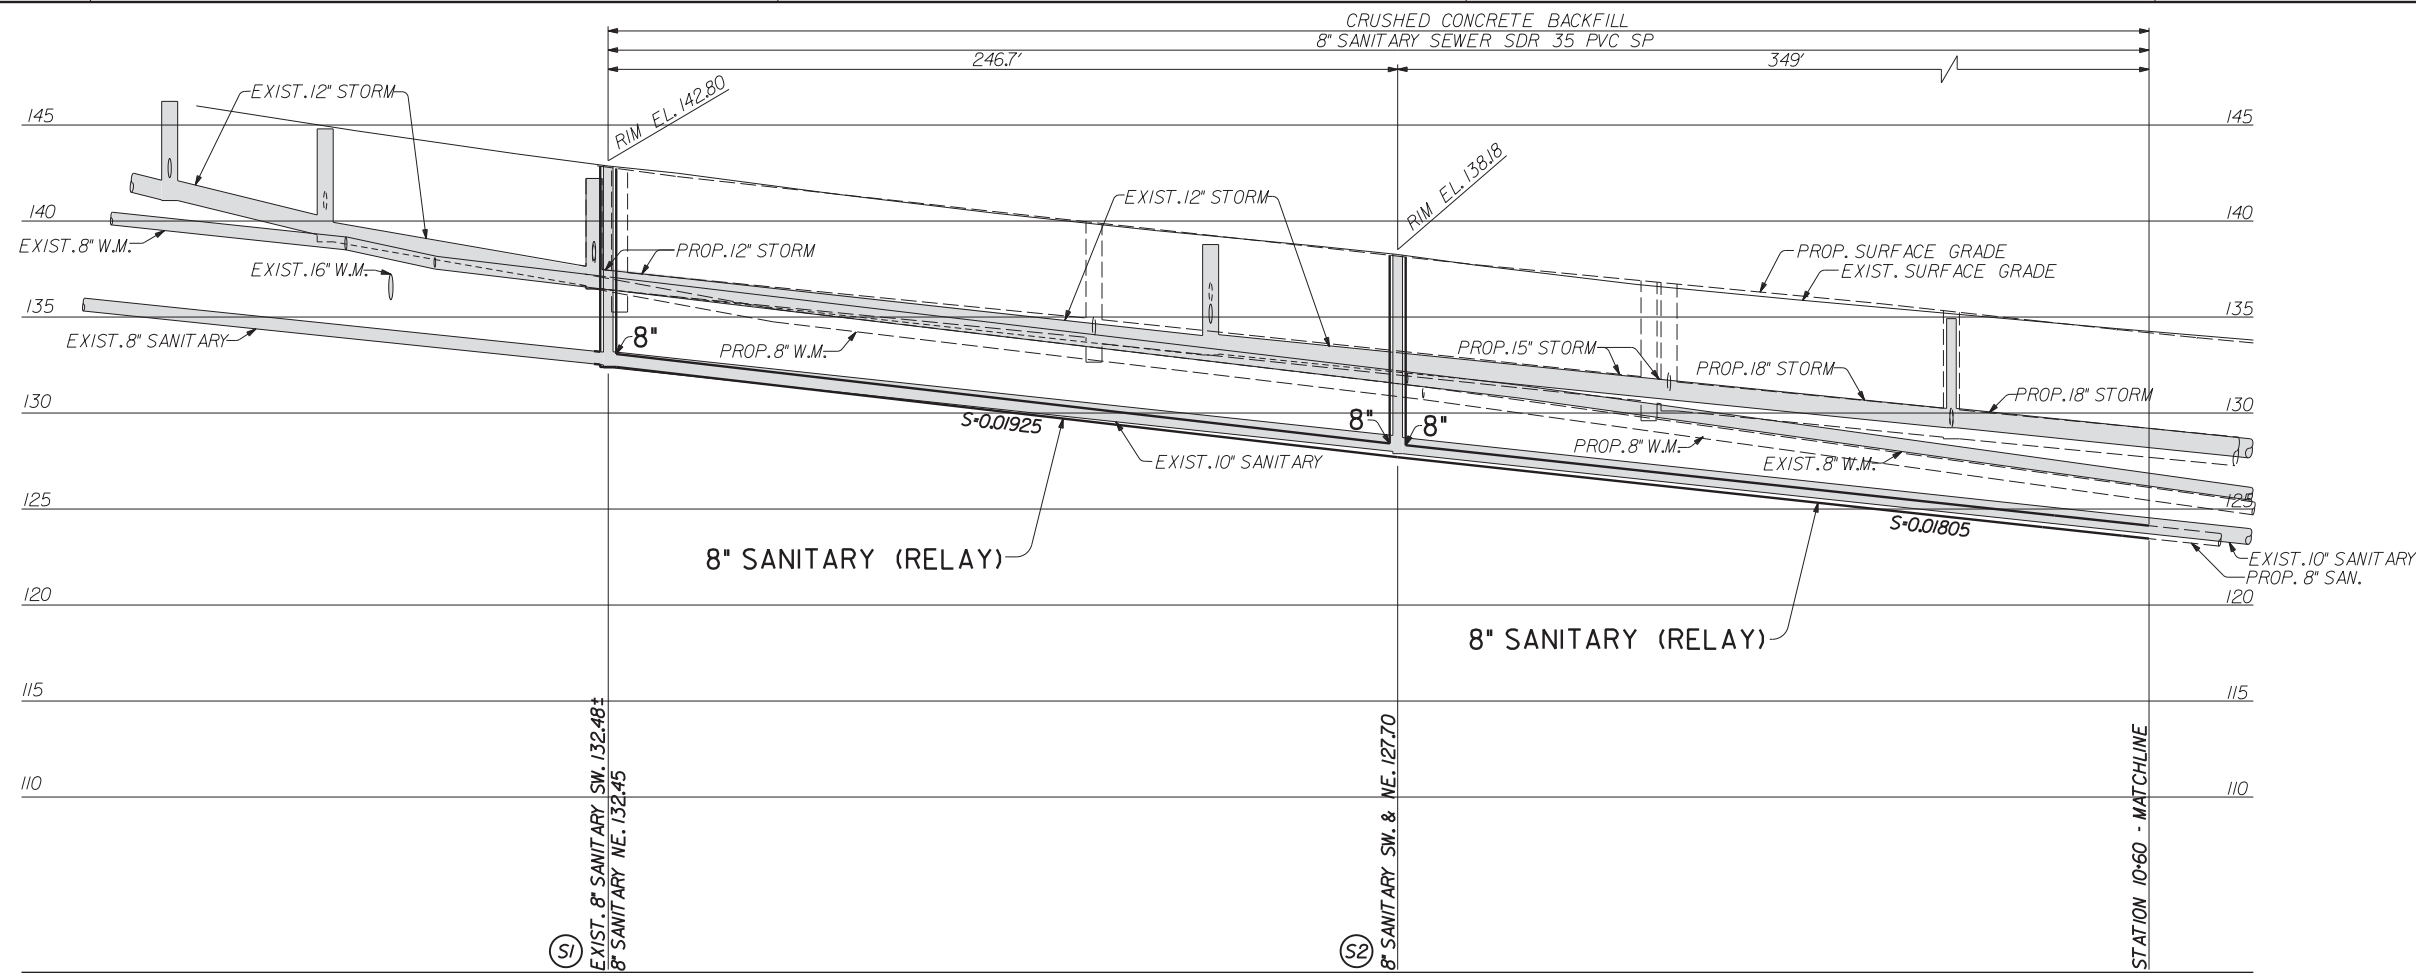 CRUSHED CONCRETE BACKFILL
8" SANITARY SEWER SDR 35 PVC SP
246.7'
349'
RIM EL. 142.80
EXIST. 12" STORM
145
145
RIM EL. 138.18
EXIST. 12" STORM
140
140
EXIST. 8" W.M.
PROP. 12" STORM
PROP. SURFACE GRADE
EXIST. 16" W.M.
EXIST. SURFACE GRADE
135
135
EXIST. 8" SANITARY
8"
PROP. 8" W.M.
PROP. 15" STORM
PROP. 18" STORM
PROP. 18" STORM
130
130
S=0.01925
8"
8"
PROP. 8" W.M.
EXIST. 10" SANITARY
EXIST. 8" W.M.
125
125
S=0.01805
8" SANITARY (RELAY)
EXIST. 10" SANITARY
PROP. 8" SAN.
120
120
8" SANITARY (RELAY)
115
115
110
110
S1
EXIST. 8" SANITARY SW. 132.48±
8" SANITARY NE. 132.45
S2
8" SANITARY SW. & NE. 127.70
STATION 10+60 - MATCHLINE